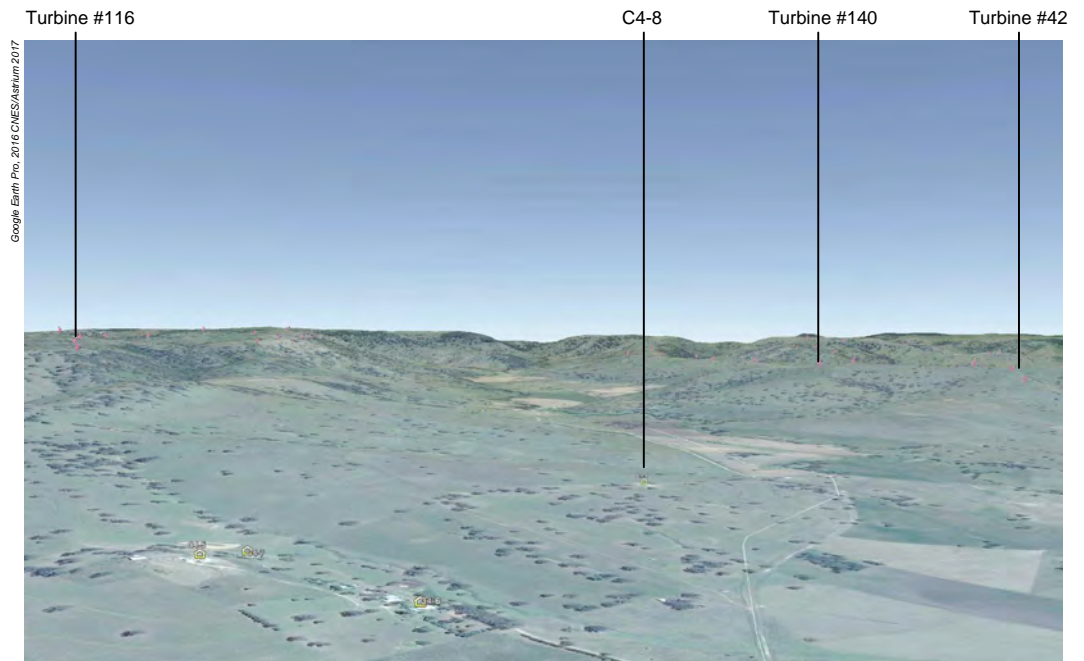 Turbine #116
C4-8
Turbine #140
Turbine #42
Google Earth Pro, 2016 CNES/Astrium 2017